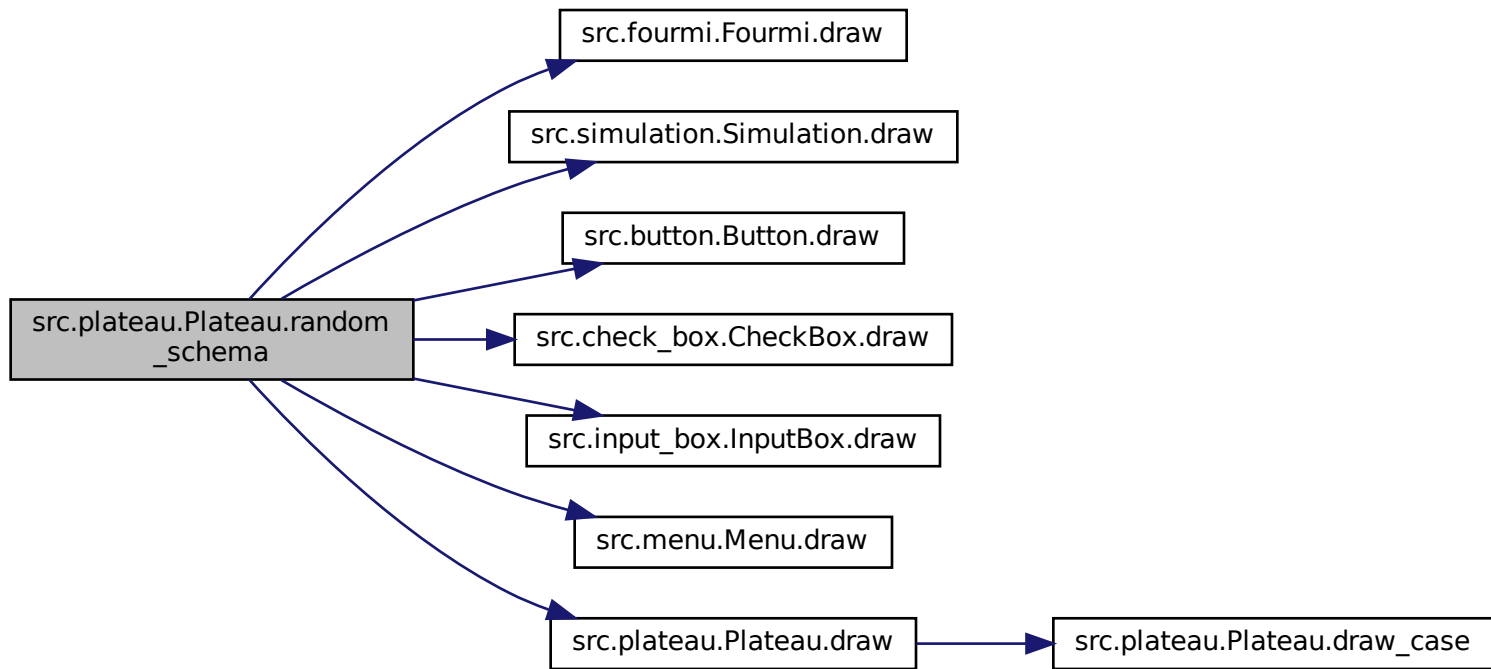 src.fourmi.Fourmi.draw
src.simulation.Simulation.draw
src.button.Button.draw
src.plateau.Plateau.random
_schema
src.check_box.CheckBox.draw
src.input_box.InputBox.draw
src.menu.Menu.draw
src.plateau.Plateau.draw
src.plateau.Plateau.draw_case